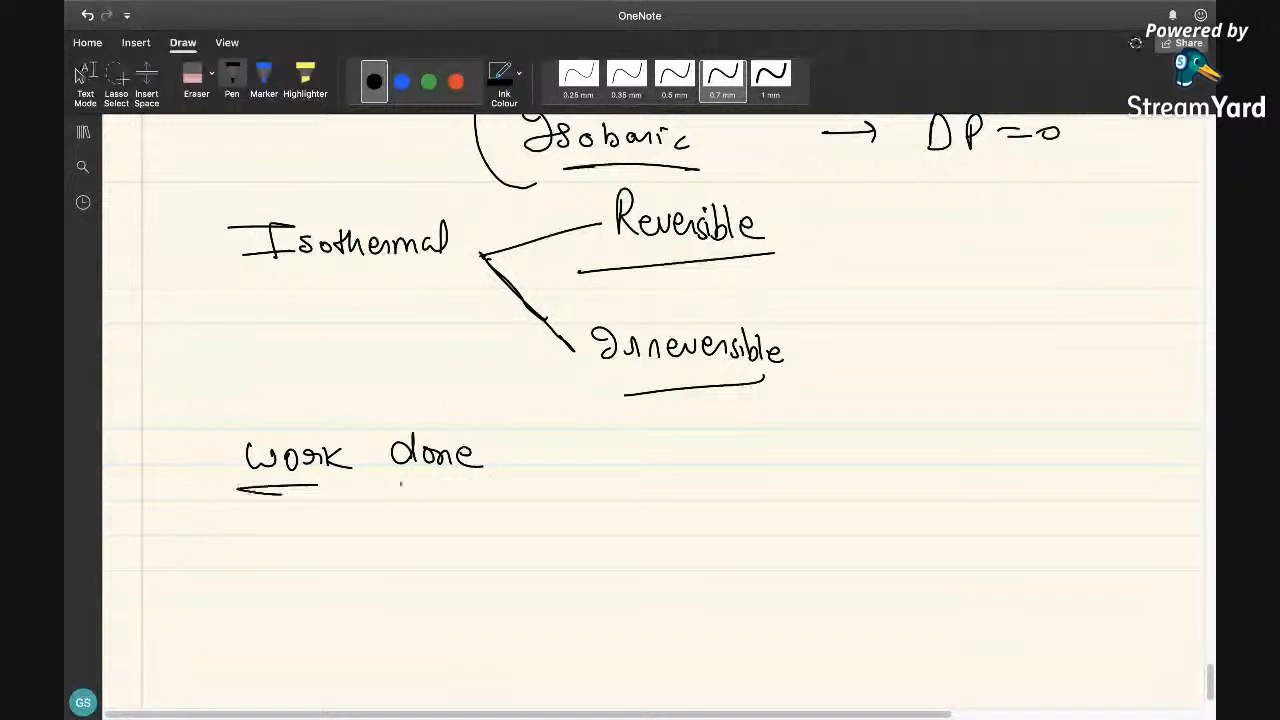 OneNote
Powered by
Home Insert Draw View
Share
StreamYard
Text Mode
Lasso Select
Insert Space
Eraser
Pen
Marker
Highlighter
Ink Colour
0.25 mm
0.35 mm
0.5 mm
0.7 mm
1 mm
Isobaric → DP = 0
Isothermal
Reversible
Irreversible
work done
GS